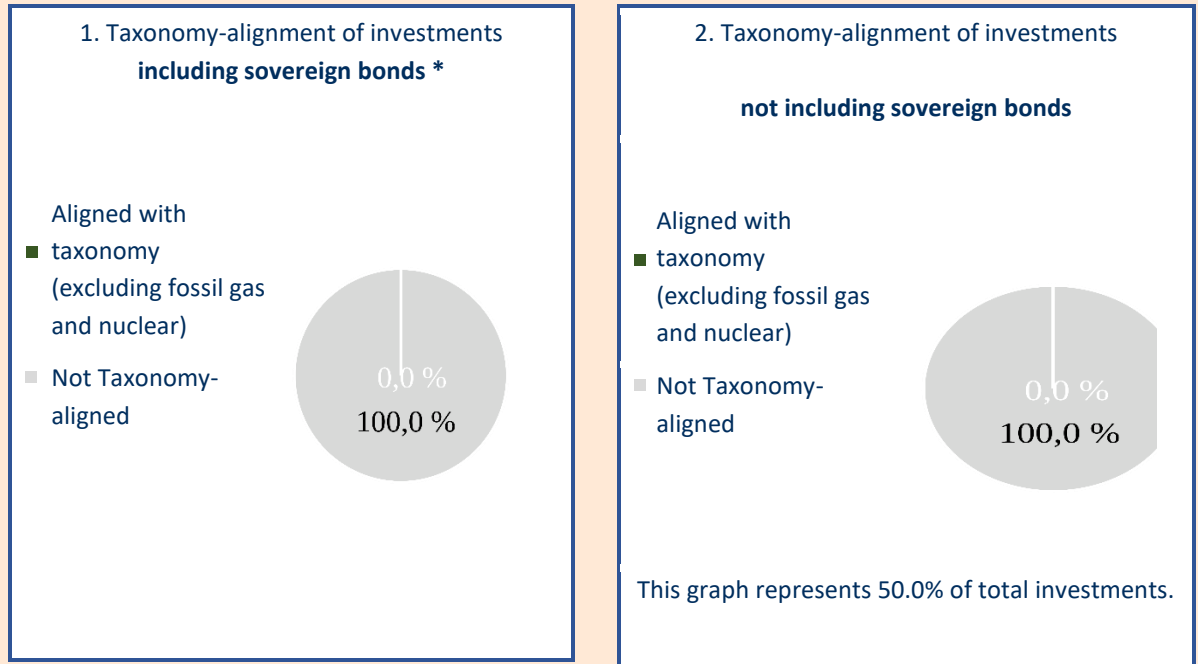 1. Taxonomy-alignment of investments
including sovereign bonds *
Aligned with
taxonomy
(excluding fossil gas
and nuclear)
Not Taxonomy-
aligned
0,0 %
100,0 %
2. Taxonomy-alignment of investments
not including sovereign bonds
Aligned with
taxonomy
(excluding fossil gas
and nuclear)
Not Taxonomy-
aligned
0,0 %
100,0 %
This graph represents 50.0% of total investments.